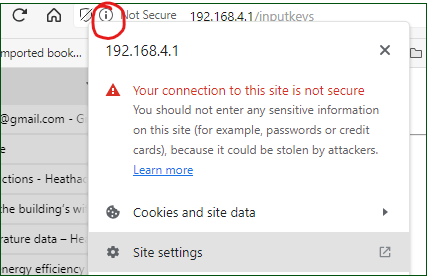 Not Secure 192.168.4.1/inputkeys
imported book...
192.168.4.1
Your connection to this site is not secure
You should not enter any sensitive information
on this site (for example, passwords or credit
cards), because it could be stolen by attackers.
Learn more
Cookies and site data
Site settings
@gmail.com - G
e
ctions - Heatha
the building's wi
rature data – He
energy efficiency